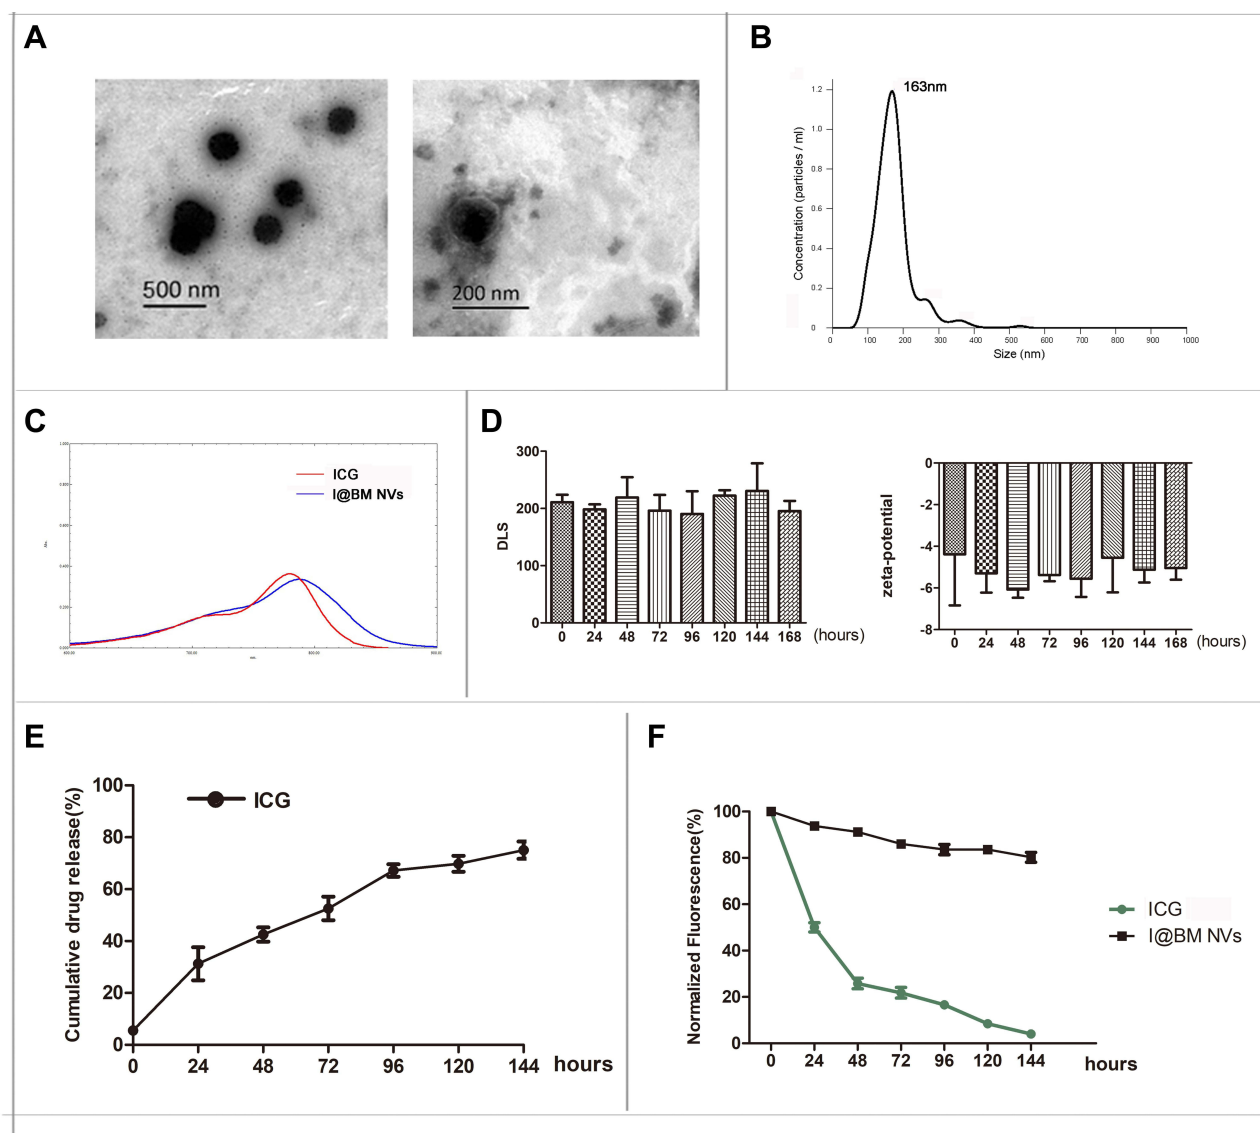 A
500 nm
200 nm
B
163nm
Concentration (particles / ml)
1.2
1.0
0.8
0.6
0.4
0.2
0
0 100 200 300 400 500 600 700 800 900 1000
Size (nm)
C
ICG
I@BM NVs
D
DLS
300
200
100
0
0 24 48 72 96 120 144 168 (hours)
zeta-potential
0
-2
-4
-6
-8
0 24 48 72 96 120 144 168 (hours)
E
Cumulative drug release(%)
100
80
60
40
20
0
ICG
0 24 48 72 96 120 144 hours
F
Normalized Fluorescence(%)
100
80
60
40
20
0
ICG
I@BM NVs
0 24 48 72 96 120 144 hours